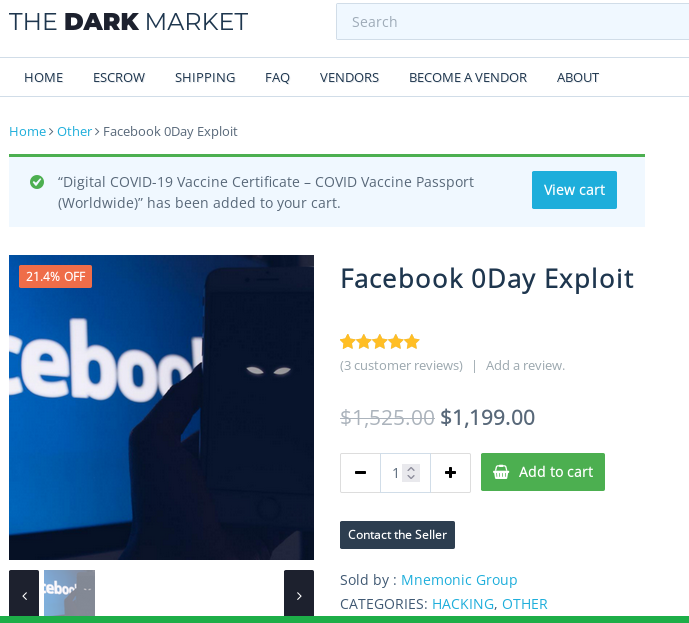 THE DARK MARKET
Search
HOME ESCROW SHIPPING FAQ VENDORS BECOME A VENDOR ABOUT
Home > Other > Facebook 0Day Exploit
“Digital COVID-19 Vaccine Certificate – COVID Vaccine Passport
(Worldwide)” has been added to your cart.
View cart
21.4% OFF
ceboo
Facebook 0Day Exploit
(3 customer reviews) | Add a review.
$1,525.00 $1,199.00
1
Add to cart
Contact the Seller
Sold by : Mnemonic Group
CATEGORIES: HACKING, OTHER
ceboo